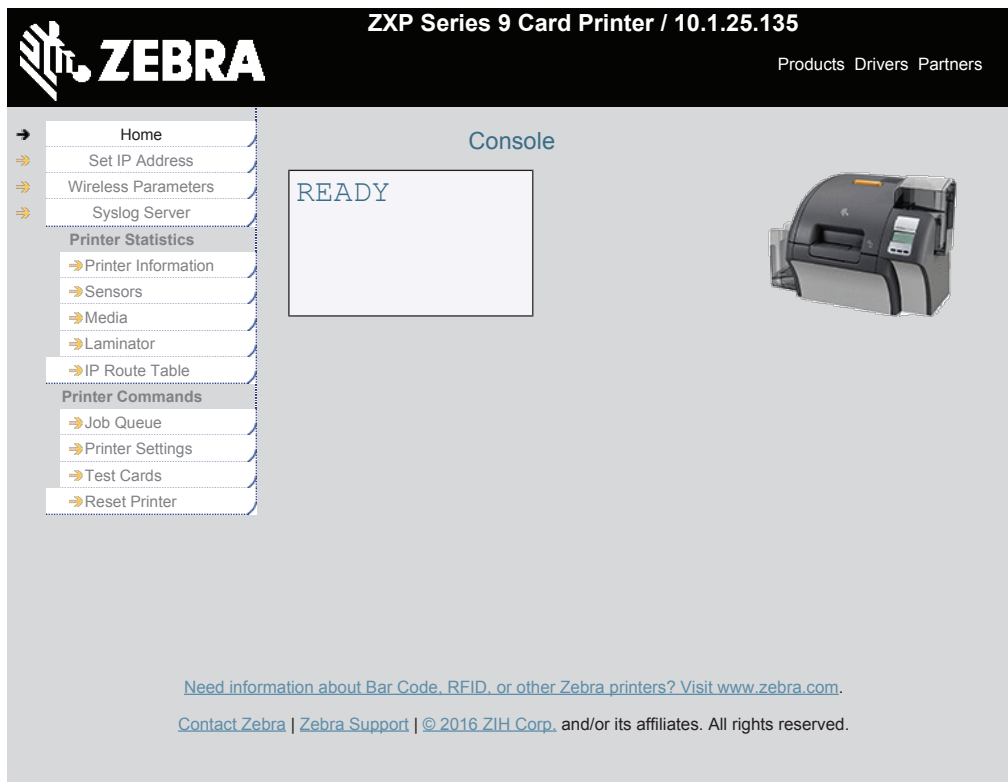 ZXP Series 9 Card Printer / 10.1.25.135
ZEBRA
Products Drivers Partners
Home
Set IP Address
Wireless Parameters
Syslog Server
Printer Statistics
Printer Information
Sensors
Media
Laminator
IP Route Table
Printer Commands
Job Queue
Printer Settings
Test Cards
Reset Printer
Console
READY
Need information about Bar Code, RFID, or other Zebra printers? Visit www.zebra.com.
Contact Zebra | Zebra Support | © 2016 ZIH Corp. and/or its affiliates. All rights reserved.